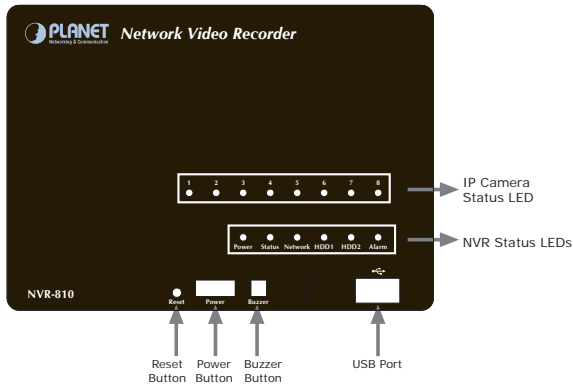 PLANET
Networking & Communication
Network Video Recorder
1 2 3 4 5 6 7 8
IP Camera
Status LED
Power Status Network HDD1 HDD2 Alarm
NVR Status LEDs
NVR-810
Reset Power Buzzer
Reset
Button
Power
Button
Buzzer
Button
USB Port